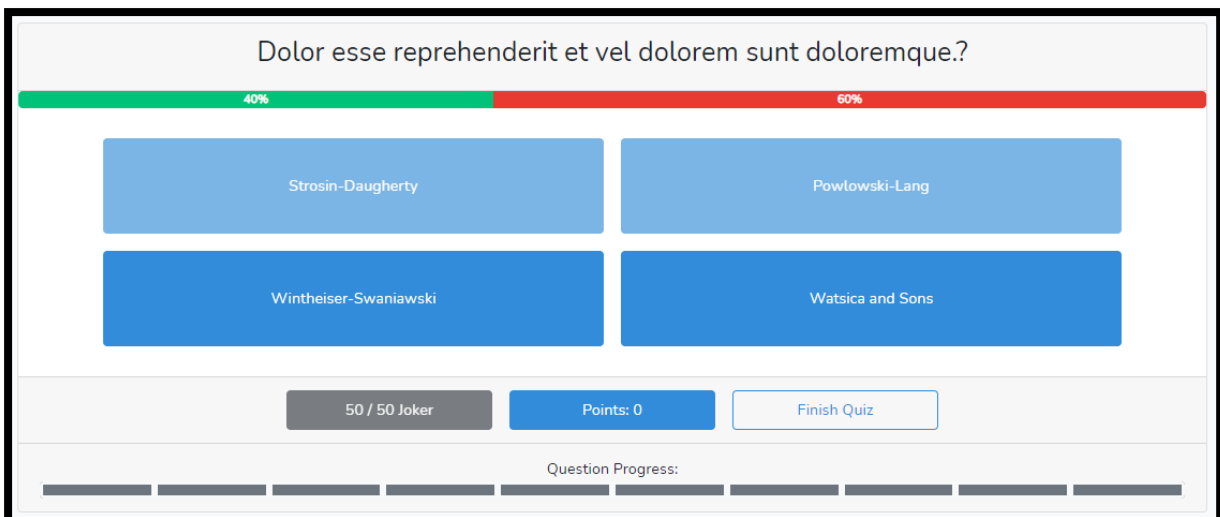 Dolor esse reprehenderit et vel dolorem sunt doloremque.?
40% 60%
Strosin-Daugherty Powlowski-Lang
Wintheiser-Swaniawski Watsica and Sons
50 / 50 Joker Points: 0 Finish Quiz
Question Progress: